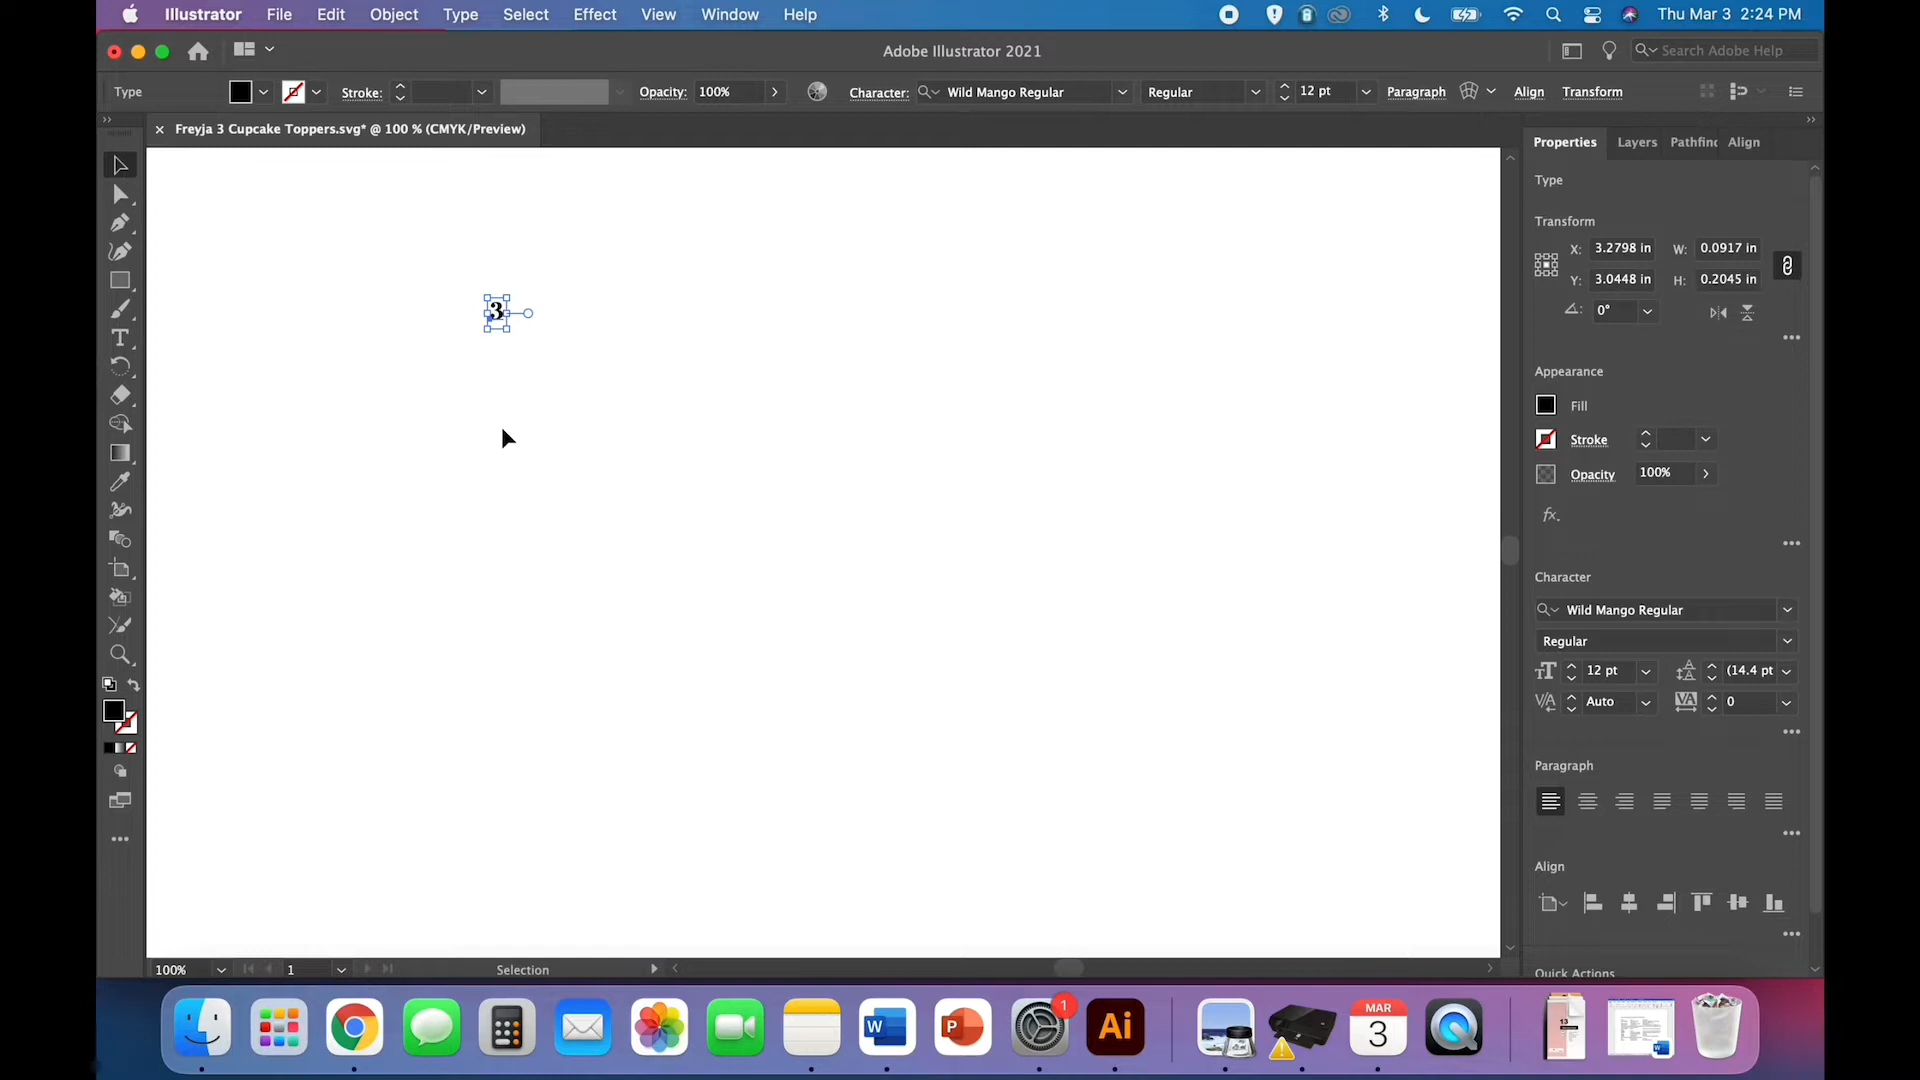 Illustrator File Edit Object Type Select Effect View Window Help Thu Mar 3 2:24 PM
Adobe Illustrator 2021 Search Adobe Help
Type Stroke: Opacity: 100% Character: Wild Mango Regular Regular 12 pt Paragraph Align Transform
Freyja 3 Cupcake Toppers.svg* @ 100 % (CMYK/Preview)
Properties Layers Pathfind Align
Type
Transform
X: 3.2798 in W: 0.0917 in
Y: 3.0448 in H: 0.2045 in
0°
3
Appearance
Fill
Stroke
Opacity 100%
fx.
Character
Wild Mango Regular
Regular
12 pt (14.4 pt
Auto 0
Paragraph
Align
Quick Actions
100% 1 Selection
1
W P Ai MAR 3